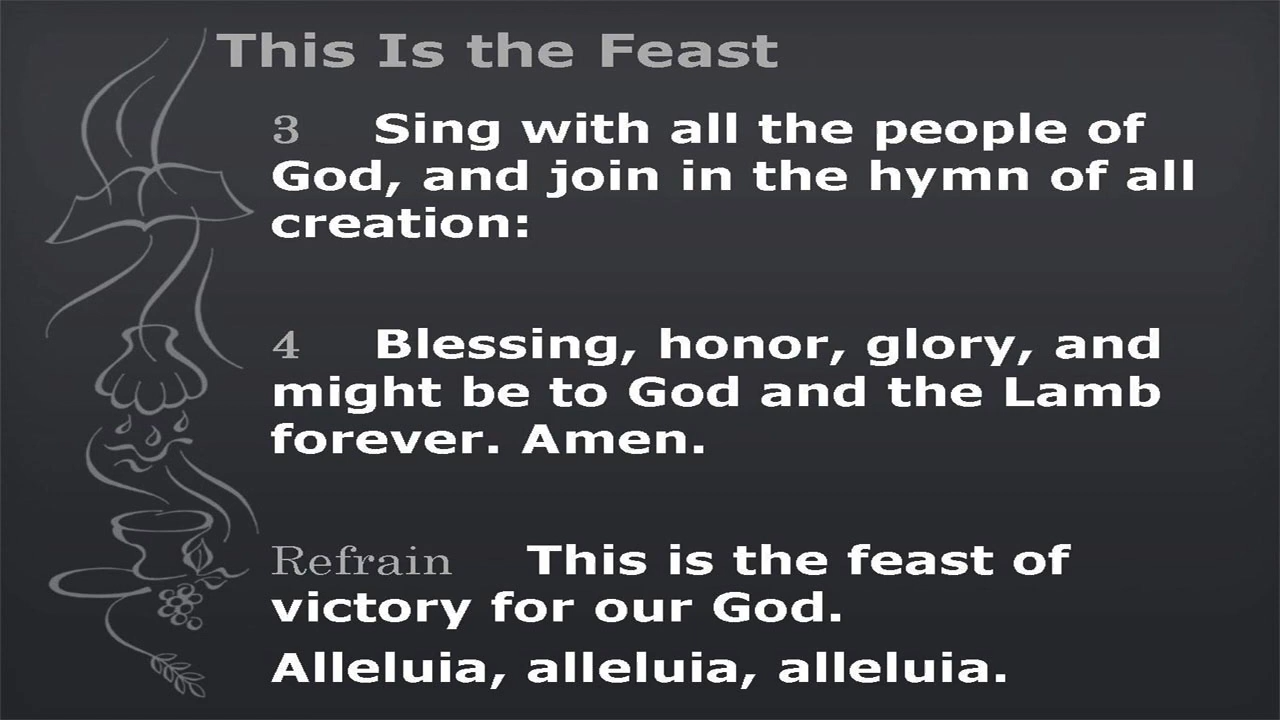 This Is the Feast
3 Sing with all the people of
God, and join in the hymn of all
creation:
4 Blessing, honor, glory, and
might be to God and the Lamb
forever. Amen.
Refrain This is the feast of
victory for our God.
Alleluia, alleluia, alleluia.